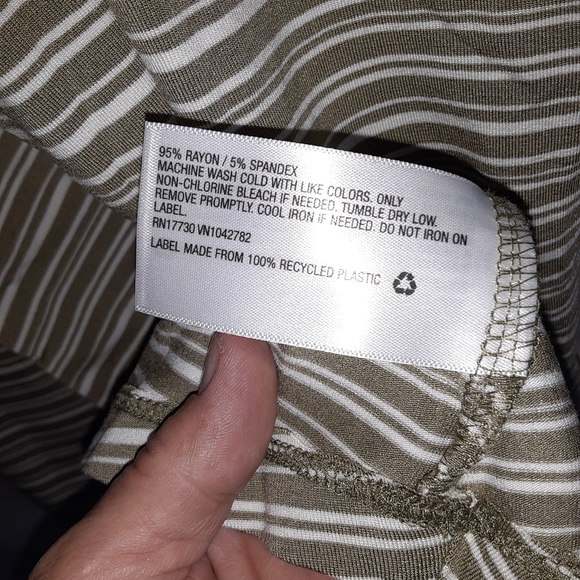 95% RAYON / 5% SPANDEX
MACHINE WASH COLD WITH LIKE COLORS. ONLY
NON-CHLORINE BLEACH IF NEEDED. TUMBLE DRY LOW.
REMOVE PROMPTLY. COOL IRON IF NEEDED. DO NOT IRON ON
LABEL.
RN17730 VN1042782
LABEL MADE FROM 100% RECYCLED PLASTIC